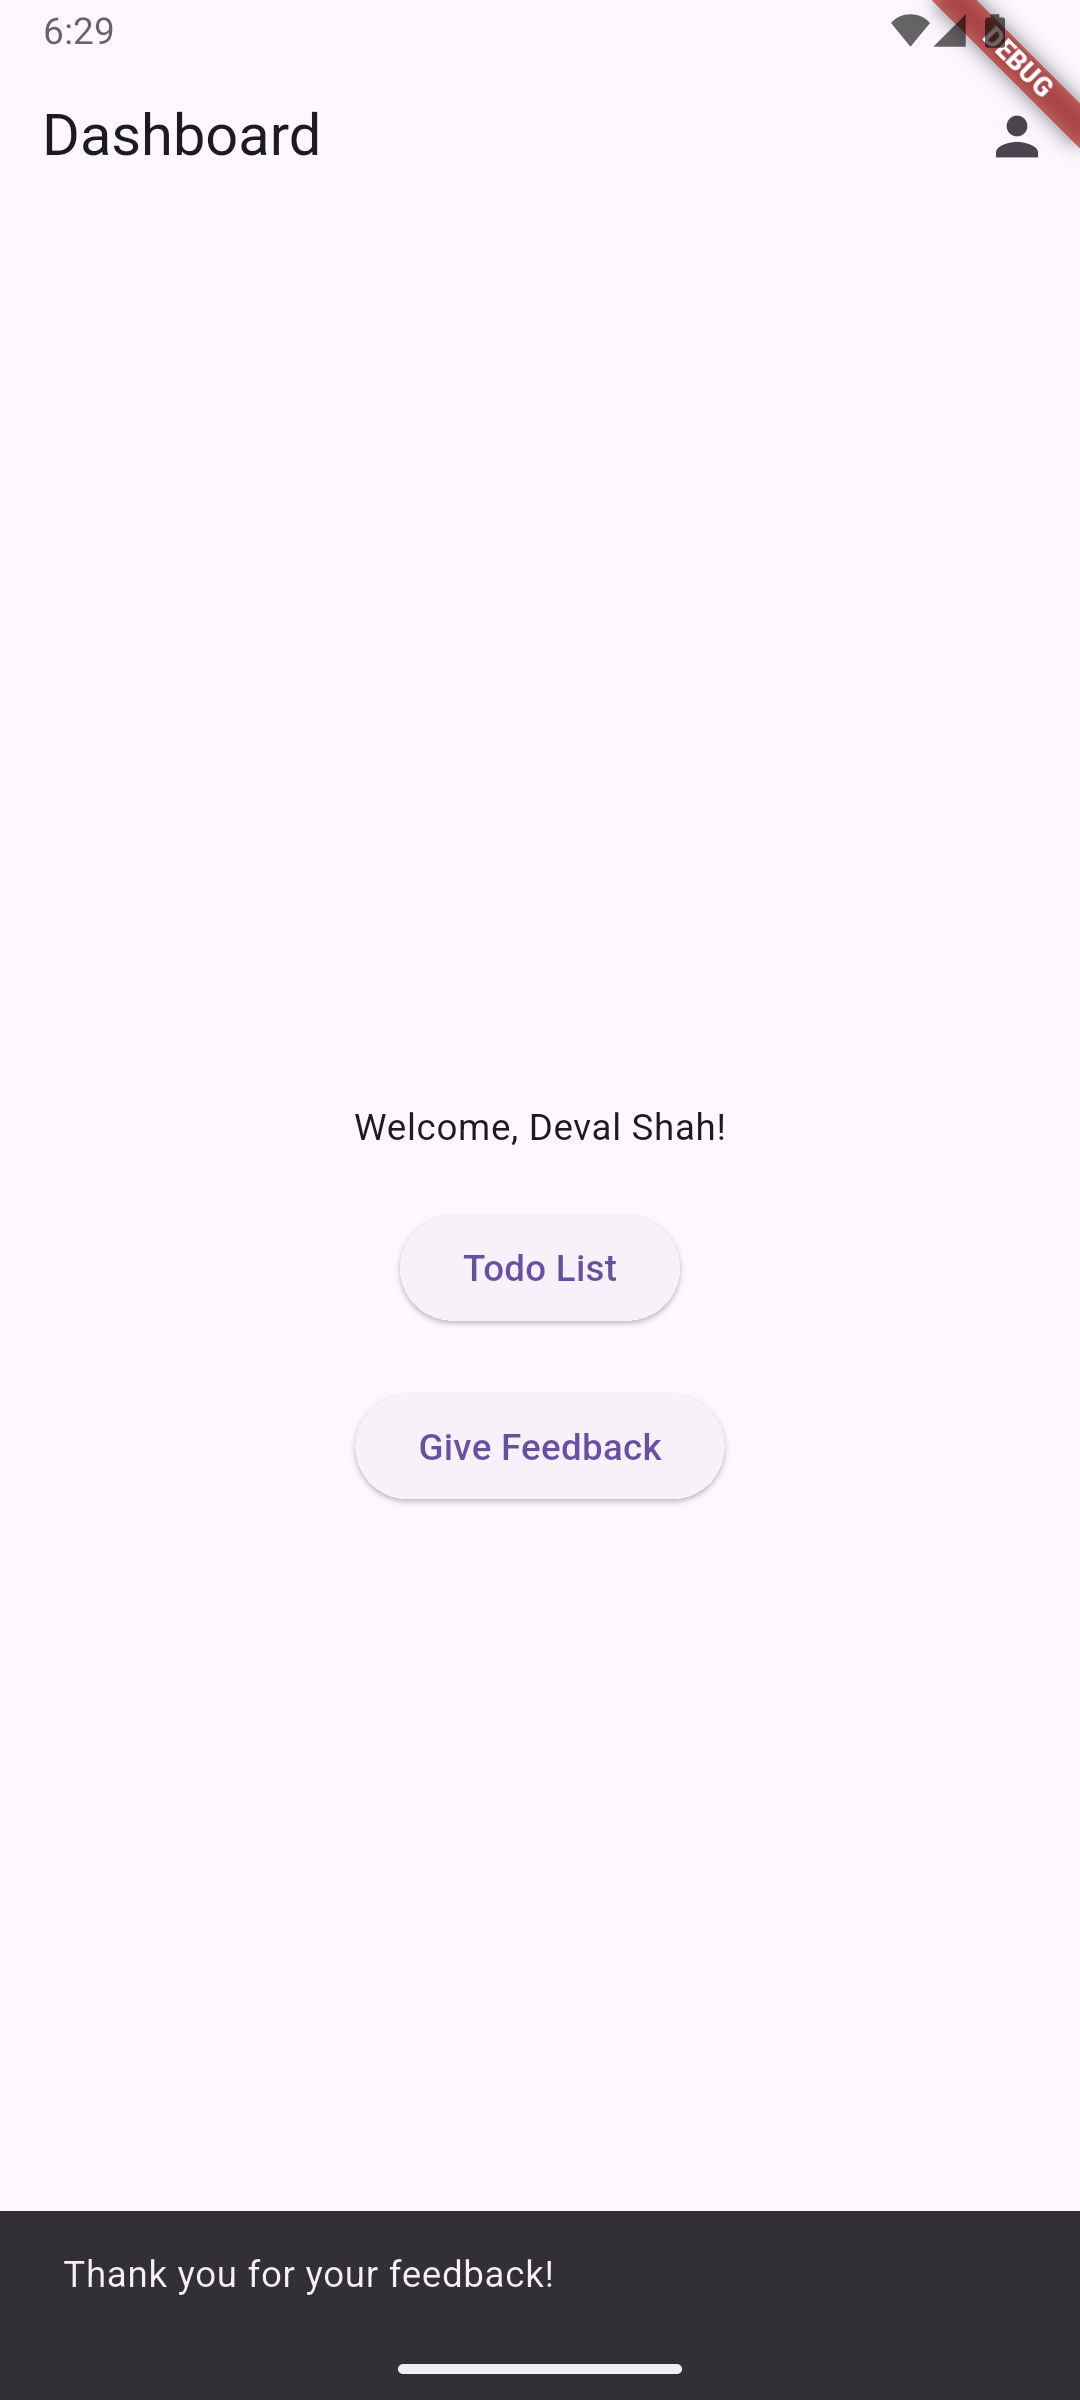 6:29
DEBUG
Dashboard
Welcome, Deval Shah!
Todo List
Give Feedback
Thank you for your feedback!